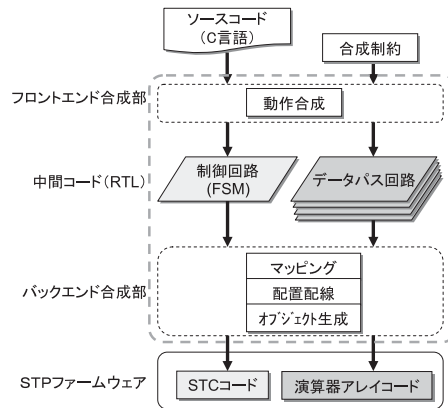 ソースコード
(C言語)
合成制約
フロントエンド合成部
動作合成
中間コード(RTL)
制御回路
(FSM)
データパス回路
バックエンド合成部
マッピング
配置配線
オブジェクト生成
STPファームウェア
STCコード
演算器アレイコード